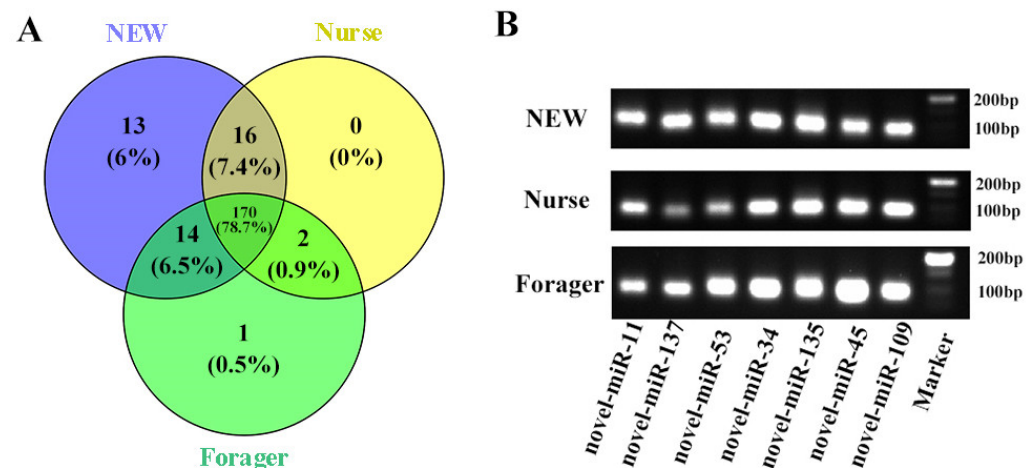 A
NEW
Nurse
13
(6%)
16
(7.4%)
0
(0%)
170
(78.7%)
14
(6.5%)
2
(0.9%)
1
(0.5%)
Forager
B
NEW
200bp
100bp
Nurse
200bp
100bp
Forager
200bp
100bp
novel-miR-11
novel-miR-137
novel-miR-53
novel-miR-34
novel-miR-135
novel-miR-45
novel-miR-109
Marker